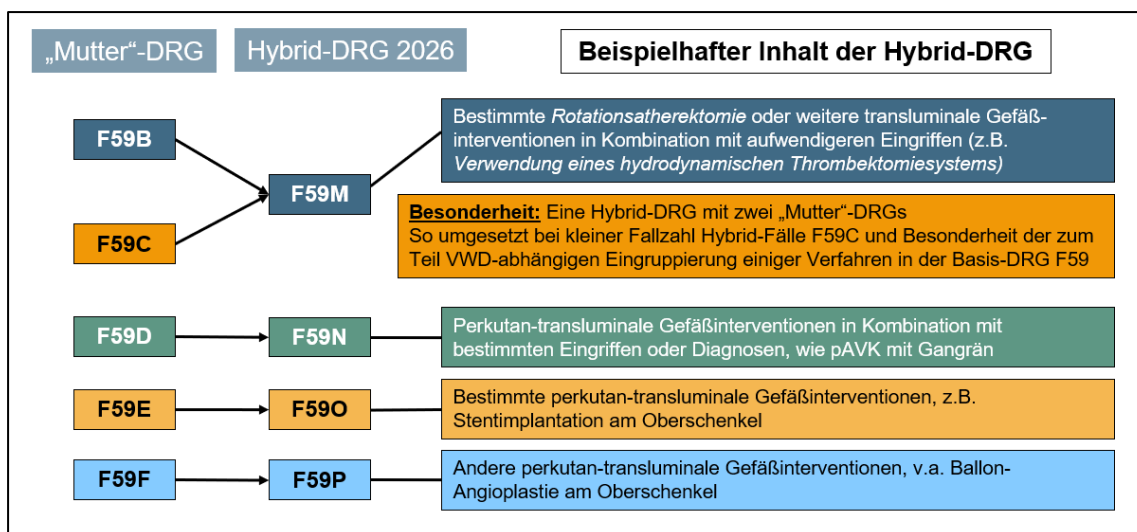 „Mutter“-DRG
Hybrid-DRG 2026
Beispielhafter Inhalt der Hybrid-DRG
F59B
F59C
F59M
Bestimmte Rotationsatherektomie oder weitere transluminale Gefäß-
interventionen in Kombination mit aufwendigeren Eingriffen (z.B.
Verwendung eines hydrodynamischen Thrombektomiesystems)
Besonderheit: Eine Hybrid-DRG mit zwei „Mutter“-DRGs
So umgesetzt bei kleiner Fallzahl Hybrid-Fälle F59C und Besonderheit der zum
Teil VWD-abhängigen Eingruppierung einiger Verfahren in der Basis-DRG F59
F59D
F59N
Perkutan-transluminale Gefäßinterventionen in Kombination mit
bestimmten Eingriffen oder Diagnosen, wie pAVK mit Gangrän
F59E
F59O
Bestimmte perkutan-transluminale Gefäßinterventionen, z.B.
Stentimplantation am Oberschenkel
F59F
F59P
Andere perkutan-transluminale Gefäßinterventionen, v.a. Ballon-
Angioplastie am Oberschenkel